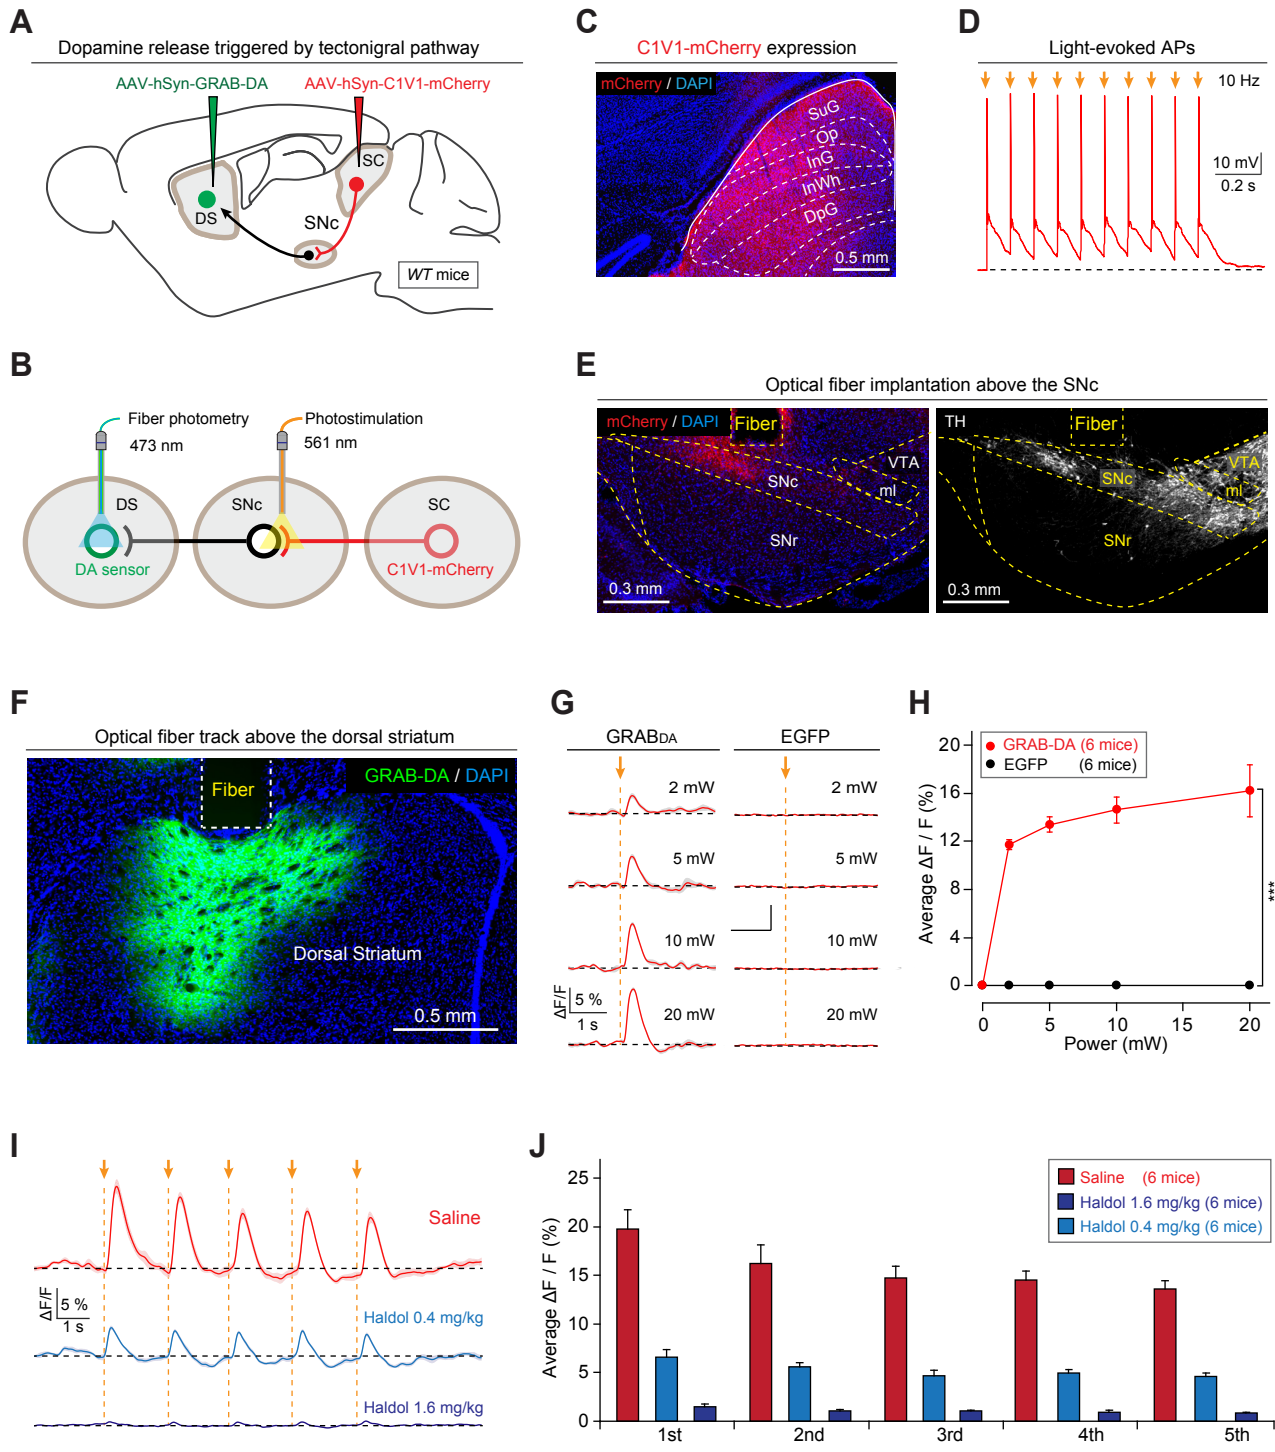 A
Dopamine release triggered by tectonigral pathway
AAV-hSyn-GRAB-DA
AAV-hSyn-C1V1-mCherry
SC
DS
SNc
WT mice
B
Fiber photometry
473 nm
Photostimulation
561 nm
DS
SNc
SC
DA sensor
C1V1-mCherry
C
C1V1-mCherry expression
mCherry / DAPI
SuG
Op
InG
InWh
DpG
0.5 mm
D
Light-evoked APs
10 Hz
10 mV
0.2 s
E
Optical fiber implantation above the SNc
mCherry / DAPI
Fiber
VTA
SNc
ml
SNr
0.3 mm
TH
Fiber
VTA
SNc
ml
SNr
0.3 mm
F
Optical fiber track above the dorsal striatum
GRAB-DA / DAPI
Fiber
Dorsal Striatum
0.5 mm
G
GRABDA
EGFP
2 mW
2 mW
5 mW
5 mW
10 mW
10 mW
ΔF/F
5 %
1 s
20 mW
20 mW
H
GRAB-DA (6 mice)
EGFP (6 mice)
Average ΔF / F (%)
20
16
12
8
4
0
***
0
5
10
15
20
Power (mW)
I
Saline
ΔF/F
5 %
1 s
Haldol 0.4 mg/kg
Haldol 1.6 mg/kg
J
Average ΔF / F (%)
25
20
15
10
5
0
Saline (6 mice)
Haldol 1.6 mg/kg (6 mice)
Haldol 0.4 mg/kg (6 mice)
1st
2nd
3rd
4th
5th